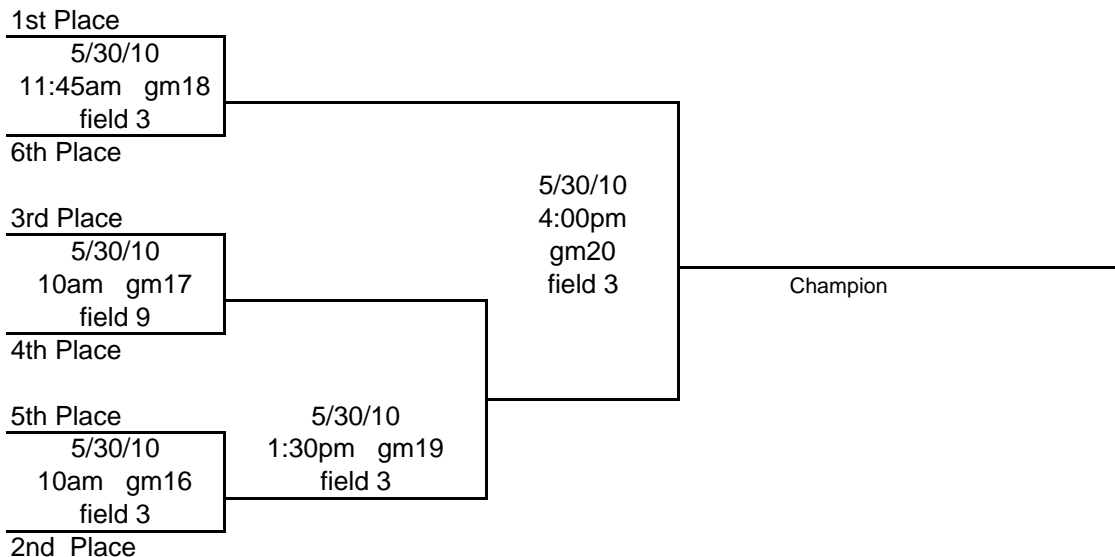 1st Place
5/30/10
11:45am gm18
field 3
6th Place
3rd Place
5/30/10
10am gm17
field 9
4th Place
5th Place
5/30/10
10am gm16
field 3
2nd Place
5/30/10
1:30pm gm19
field 3
5/30/10
4:00pm
gm20
field 3
Champion